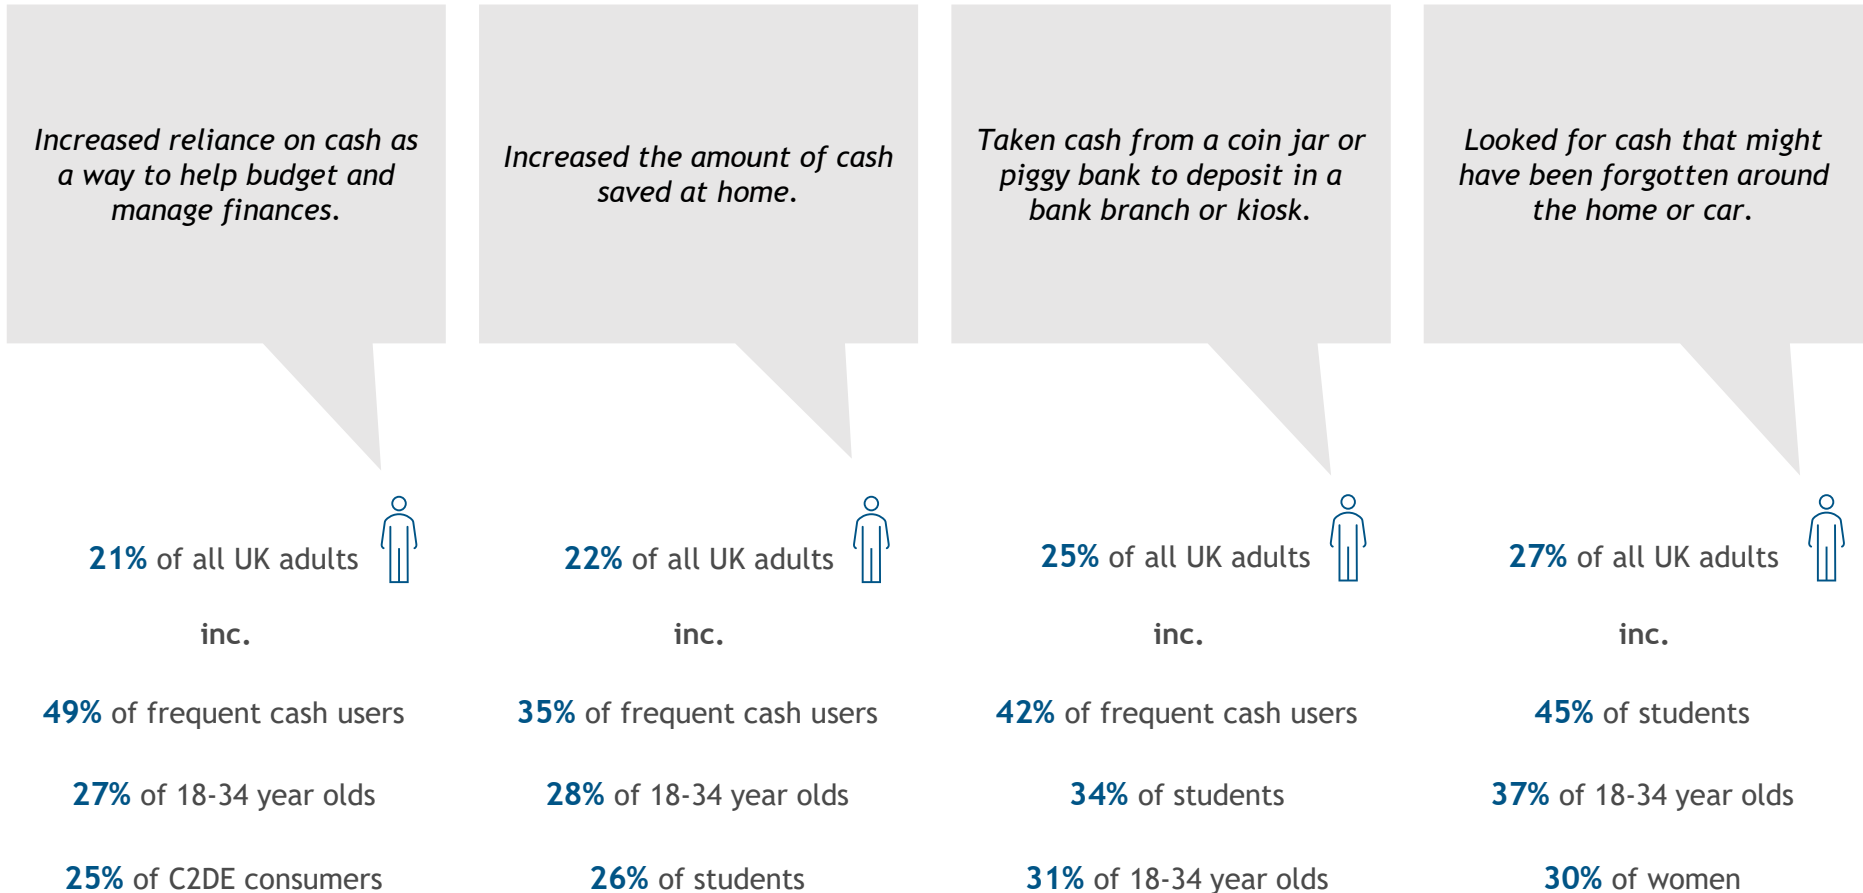 Increased reliance on cash as
a way to help budget and
manage finances.
21% of all UK adults
inc.
49% of frequent cash users
27% of 18-34 year olds
25% of C2DE consumers
Increased the amount of cash
saved at home.
22% of all UK adults
inc.
35% of frequent cash users
28% of 18-34 year olds
26% of students
Taken cash from a coin jar or
piggy bank to deposit in a
bank branch or kiosk.
25% of all UK adults
inc.
42% of frequent cash users
34% of students
31% of 18-34 year olds
Looked for cash that might
have been forgotten around
the home or car.
27% of all UK adults
inc.
45% of students
37% of 18-34 year olds
30% of women